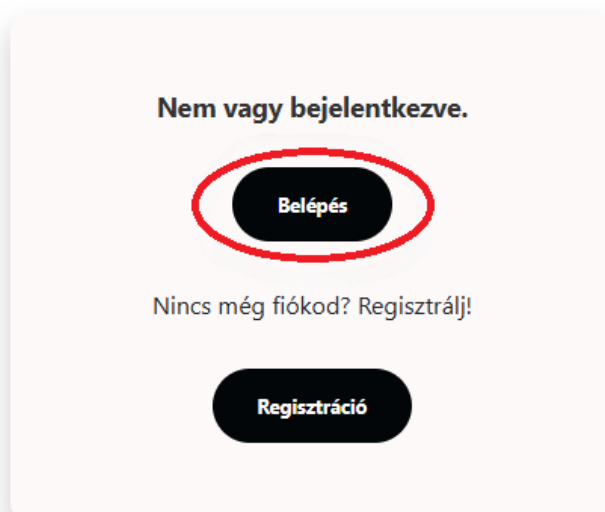 Nem vagy bejelentkezve.
Belépés
Nincs még fiókod? Regisztrálj!
Regisztráció